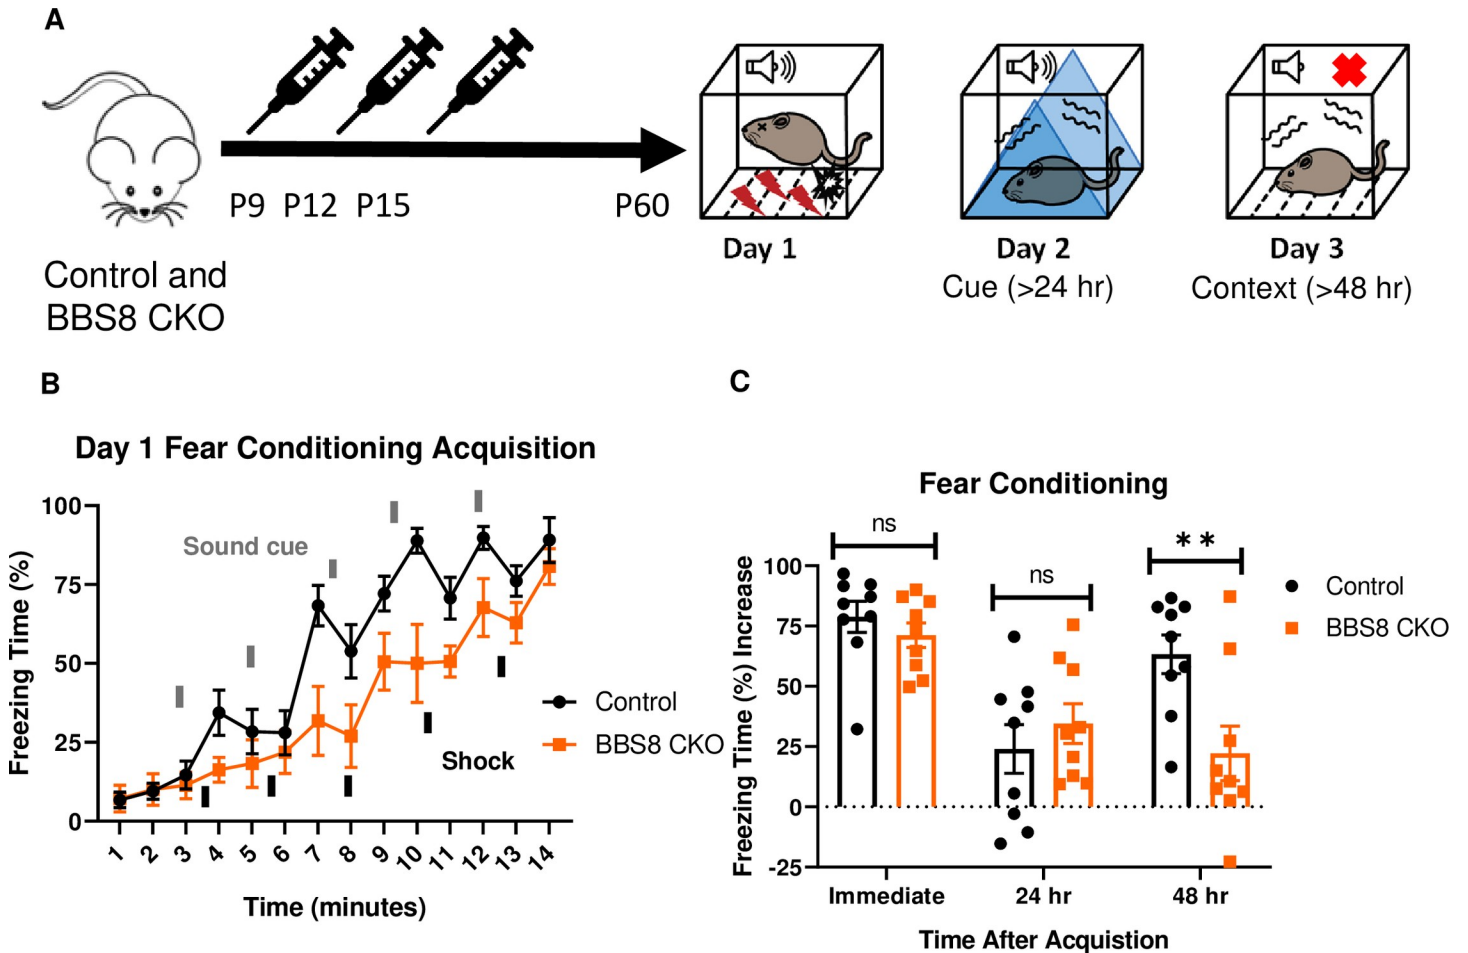 A
P9 P12 P15 P60
Control and
BBS8 CKO
Day 1
Day 2
Cue (>24 hr)
Day 3
Context (>48 hr)
B
Day 1 Fear Conditioning Acquisition
Freezing Time (%)
100
75
50
25
0
Sound cue
Shock
Control
BBS8 CKO
1 2 3 4 5 6 7 8 9 10 11 12 13 14
Time (minutes)
C
Fear Conditioning
Freezing Time (%) Increase
100
75
50
25
0
-25
ns
ns
**
Control
BBS8 CKO
Immediate 24 hr 48 hr
Time After Acquistion